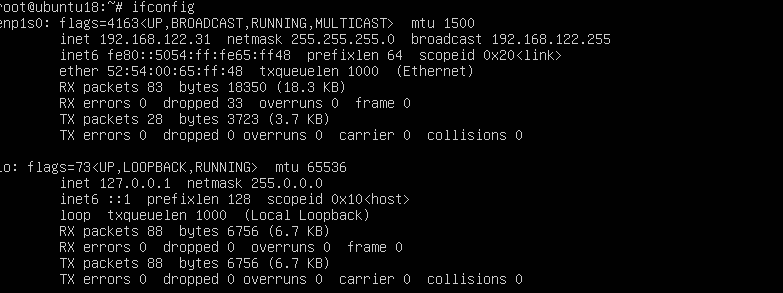 root@ubuntu18:~# ifconfig
enp1s0: flags=4163<UP,BROADCAST,RUNNING,MULTICAST>  mtu 1500
        inet 192.168.122.31  netmask 255.255.255.0  broadcast 192.168.122.255
        inet6 fe80::5054:ff:fe65:ff48  prefixlen 64  scopeid 0x20<link>
        ether 52:54:00:65:ff:48  txqueuelen 1000  (Ethernet)
        RX packets 83  bytes 18350 (18.3 KB)
        RX errors 0  dropped 33  overruns 0  frame 0
        TX packets 28  bytes 3723 (3.7 KB)
        TX errors 0  dropped 0 overruns 0  carrier 0  collisions 0

lo: flags=73<UP,LOOPBACK,RUNNING>  mtu 65536
        inet 127.0.0.1  netmask 255.0.0.0
        inet6 ::1  prefixlen 128  scopeid 0x10<host>
        loop  txqueuelen 1000  (Local Loopback)
        RX packets 88  bytes 6756 (6.7 KB)
        RX errors 0  dropped 0  overruns 0  frame 0
        TX packets 88  bytes 6756 (6.7 KB)
        TX errors 0  dropped 0 overruns 0  carrier 0  collisions 0